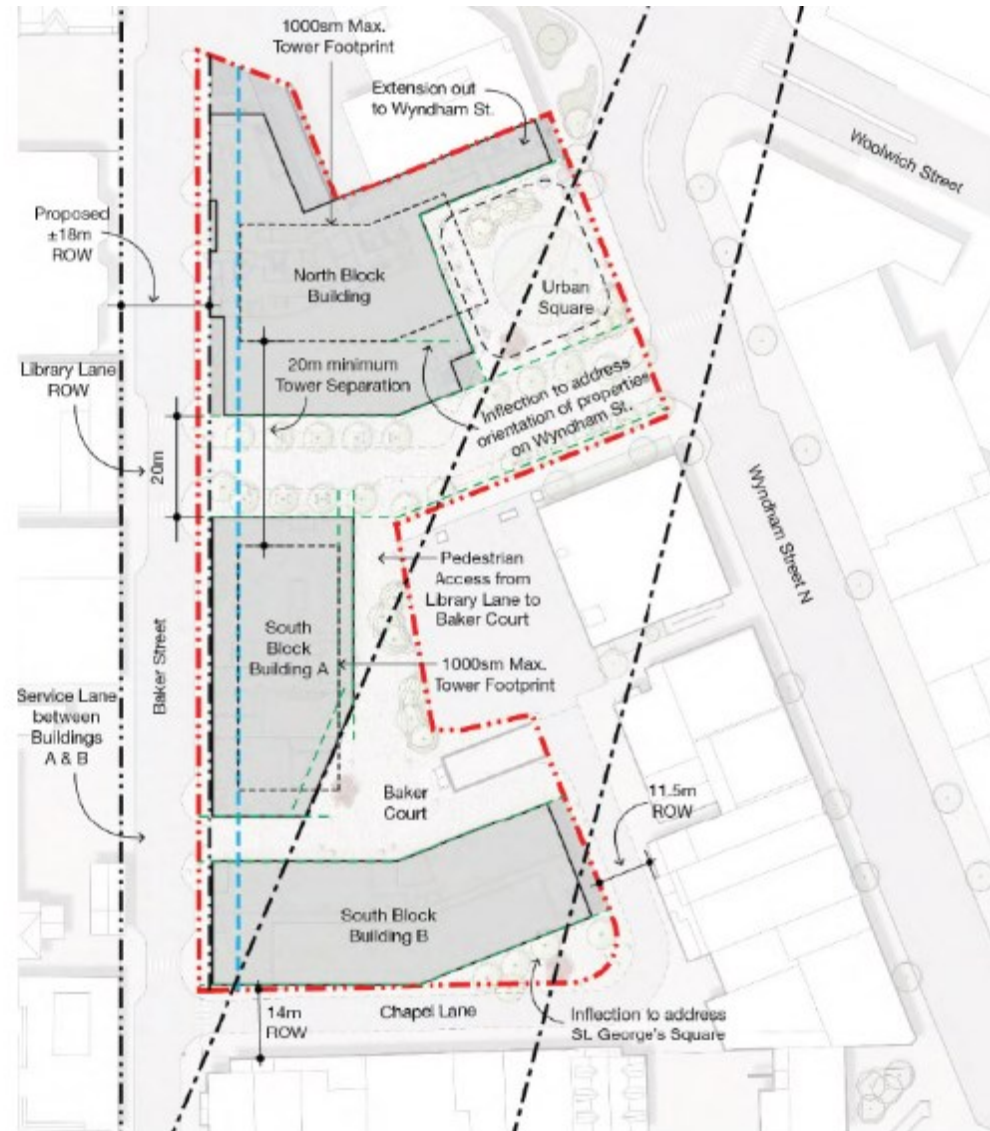 1000sm Max.
Tower Footprint
Extension out
to Wyndham St.
Woolwich Street
Proposed
±18m
ROW
North Block
Building
Urban
Square
Library Lane
ROW
20m minimum
Tower Separation
Inflection to address
orientation of properties
on Wyndham St.
20m
Wyndham Street N
Pedestrian
Access from
Library Lane to
Baker Court
South
Block
Building A
1000sm Max.
Tower Footprint
Baker Street
Service Lane
between
Buildings
A & B
Baker
Court
11.5m
ROW
South Block
Building B
14m
ROW
Chapel Lane
Inflection to address
St. George's Square